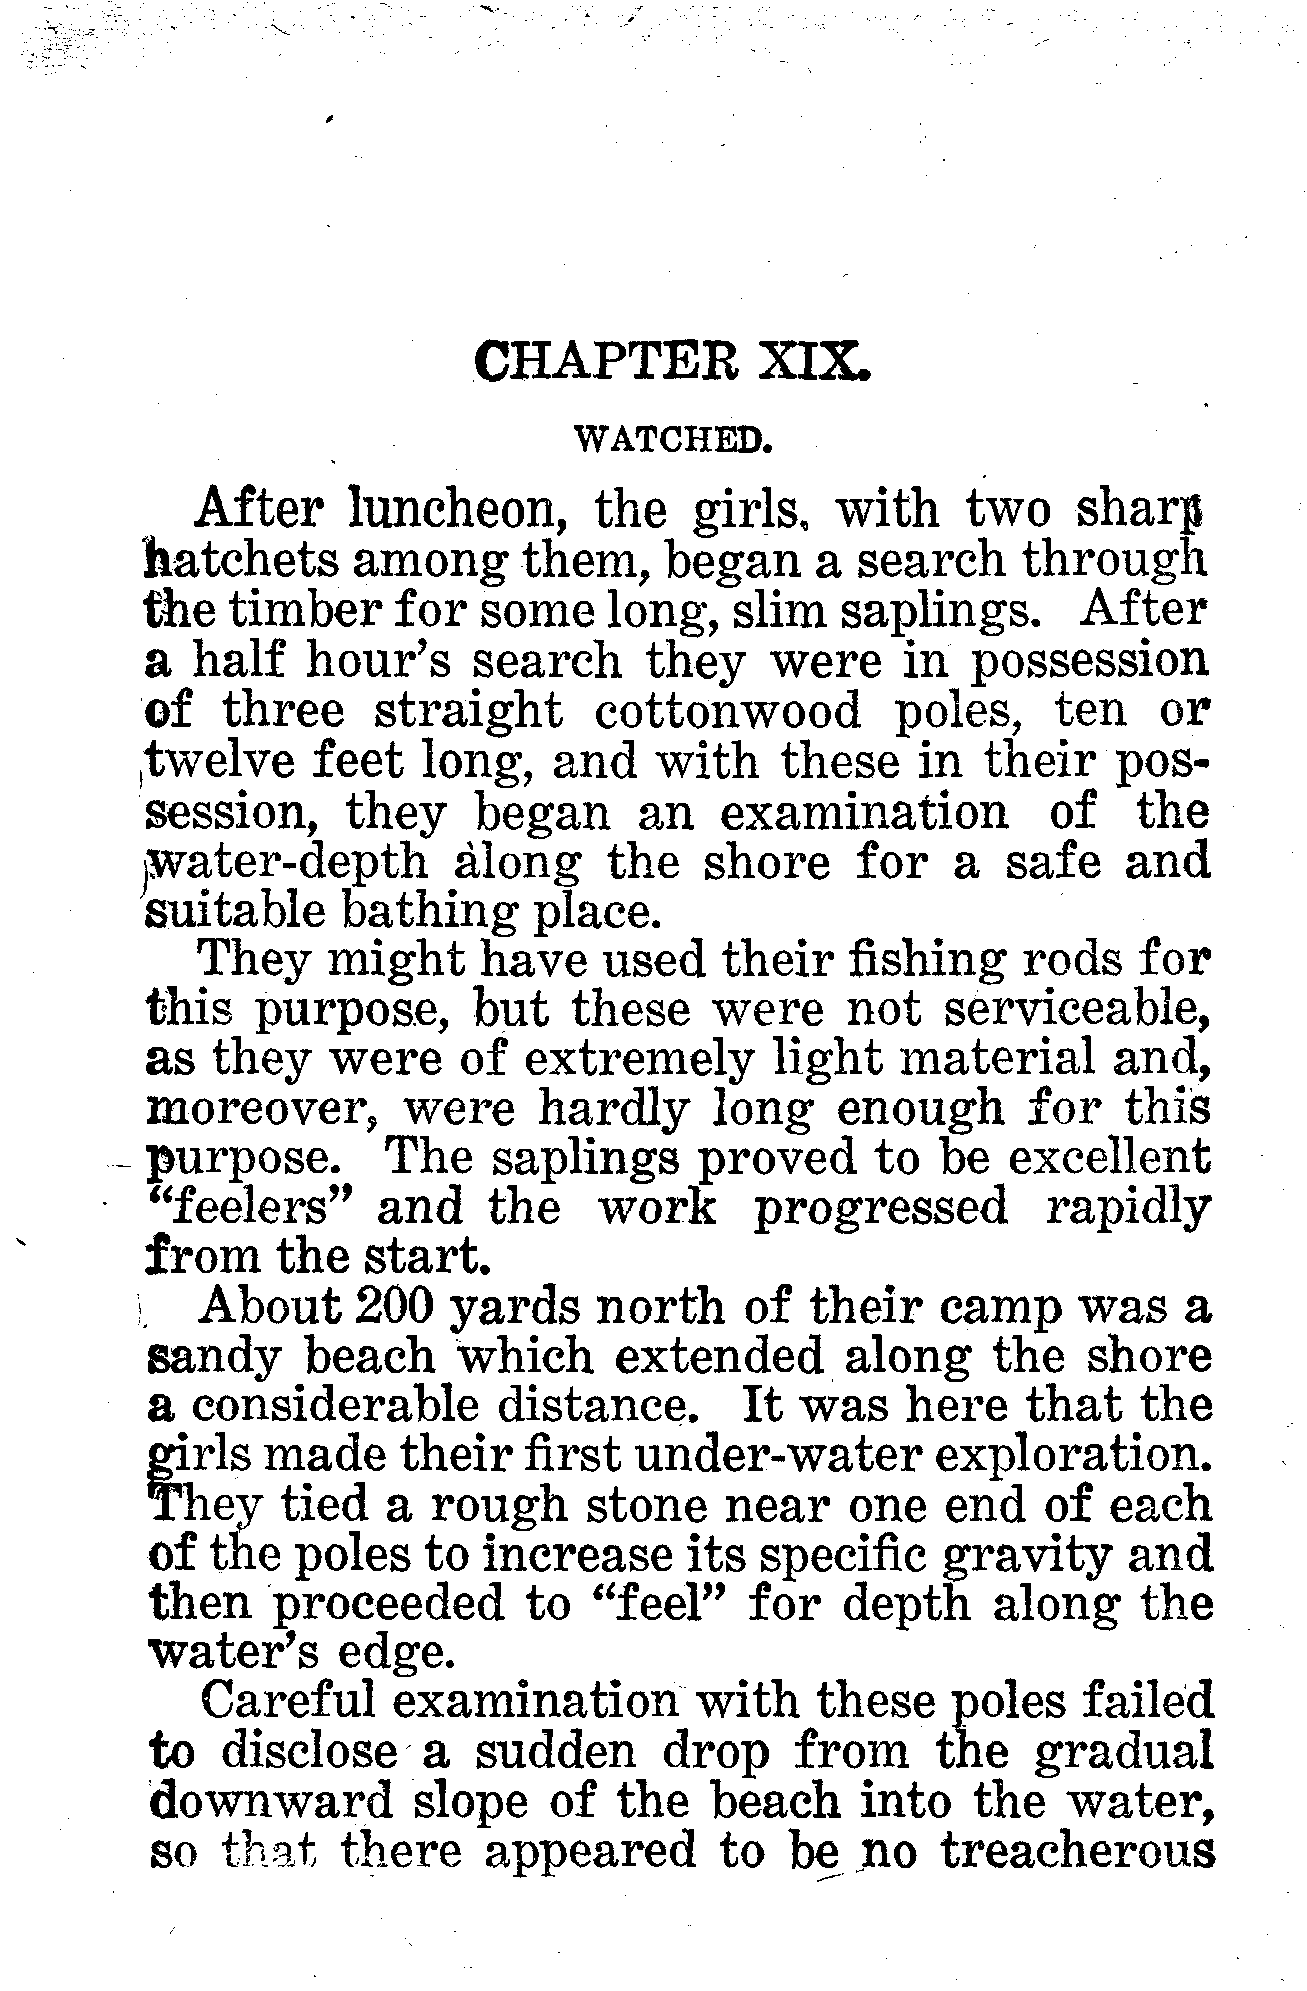 CHAPTER XIX.
WATCHED.
After luncheon, the girls, with two sharp
hatchets among them, began a search through
the timber for some long, slim saplings. After
a half hour's search they were in possession
of three straight cottonwood poles, ten or
twelve feet long, and with these in their pos-
session, they began an examination of the
water-depth along the shore for a safe and
suitable bathing place.
They might have used their fishing rods for
this purpose, but these were not serviceable,
as they were of extremely light material and,
moreover, were hardly long enough for this
purpose. The saplings proved to be excellent
“feelers” and the work progressed rapidly
from the start.
About 200 yards north of their camp was a
sandy beach which extended along the shore
a considerable distance. It was here that the
girls made their first under-water exploration.
They tied a rough stone near one end of each
of the poles to increase its specific gravity and
then proceeded to “feel” for depth along the
water's edge.
Careful examination with these poles failed
to disclose a sudden drop from the gradual
downward slope of the beach into the water,
so that there appeared to be no treacherous